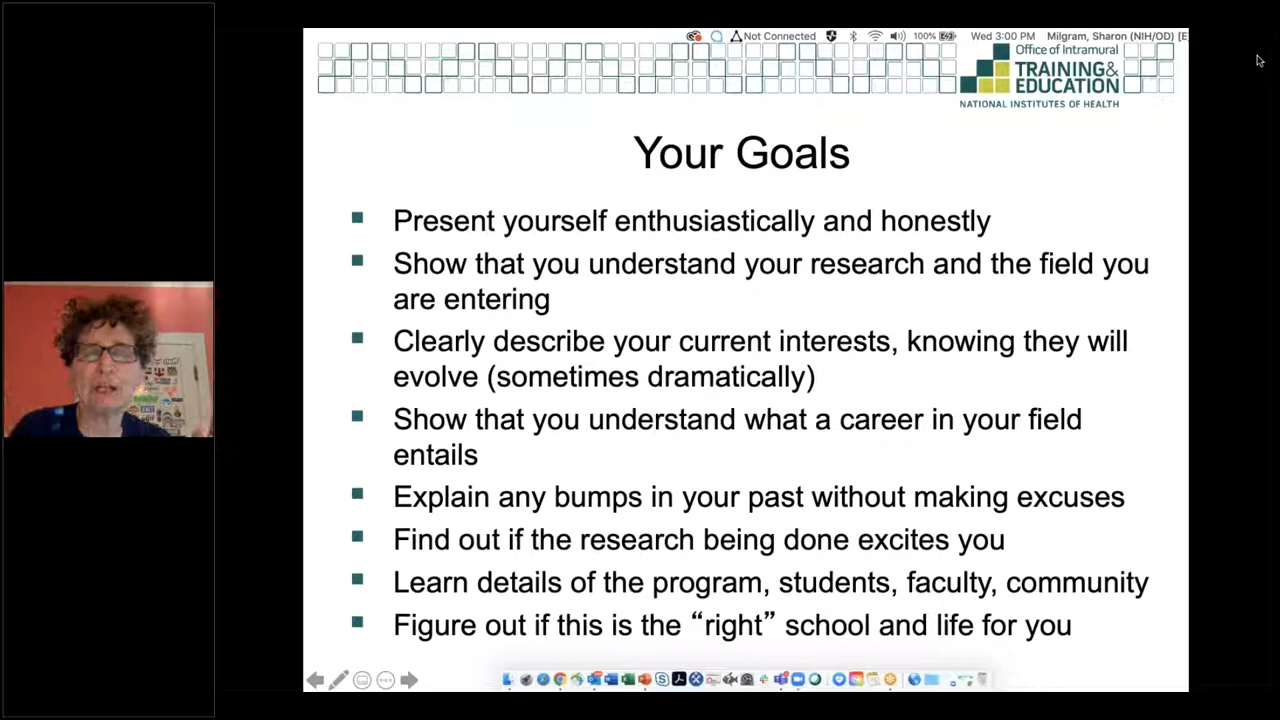 Not Connected 100% Wed 3:00 PM Milgram, Sharon (NIH/OD) [E
Office of Intramural
TRAINING&
EDUCATION
NATIONAL INSTITUTES OF HEALTH
Your Goals
Present yourself enthusiastically and honestly
Show that you understand your research and the field you
are entering
Clearly describe your current interests, knowing they will
evolve (sometimes dramatically)
Show that you understand what a career in your field
entails
Explain any bumps in your past without making excuses
Find out if the research being done excites you
Learn details of the program, students, faculty, community
Figure out if this is the “right” school and life for you